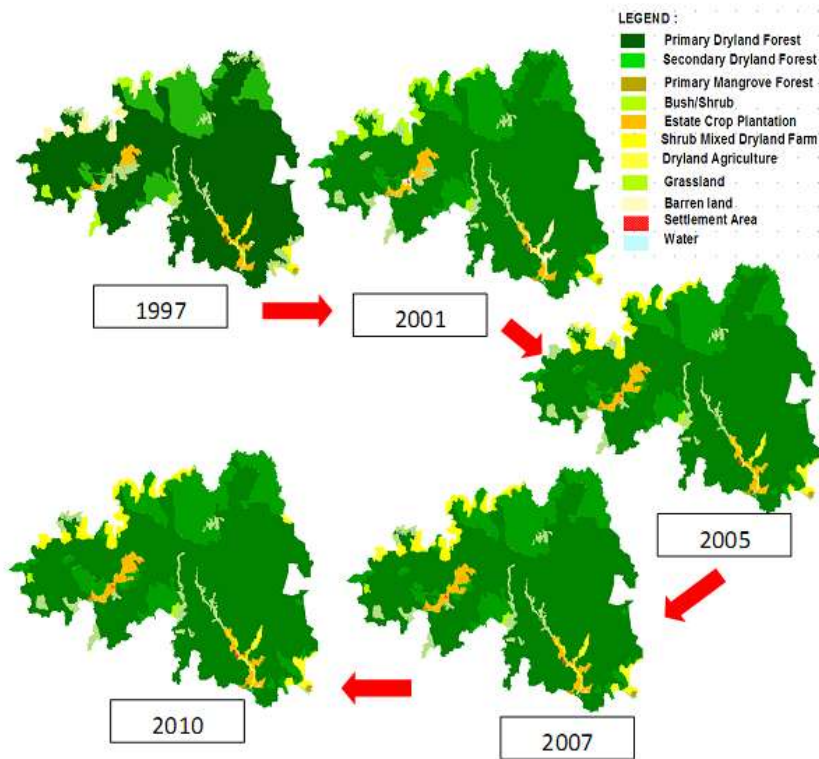 LEGEND :
Primary Dryland Forest
Secondary Dryland Forest
Primary Mangrove Forest
Bush/Shrub
Estate Crop Plantation
Shrub Mixed Dryland Farm
Dryland Agriculture
Grassland
Barren land
Settlement Area
Water
1997
2001
2005
2010
2007